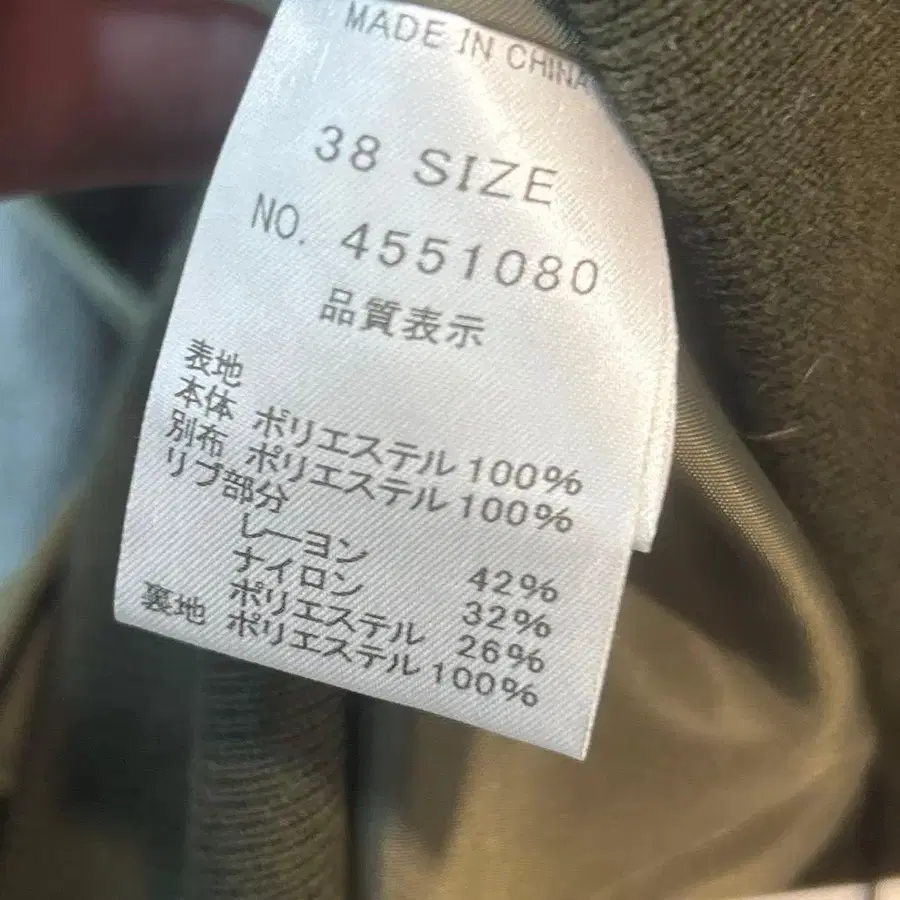 MADE IN CHINA
38 SIZE
NO. 4551080
品質表示
表地
本体 ポリエステル 100%
別布 ポリエステル 100%
リブ部分
レーヨン 42%
ナイロン 32%
ポリエステル 26%
裏地 ポリエステル 100%